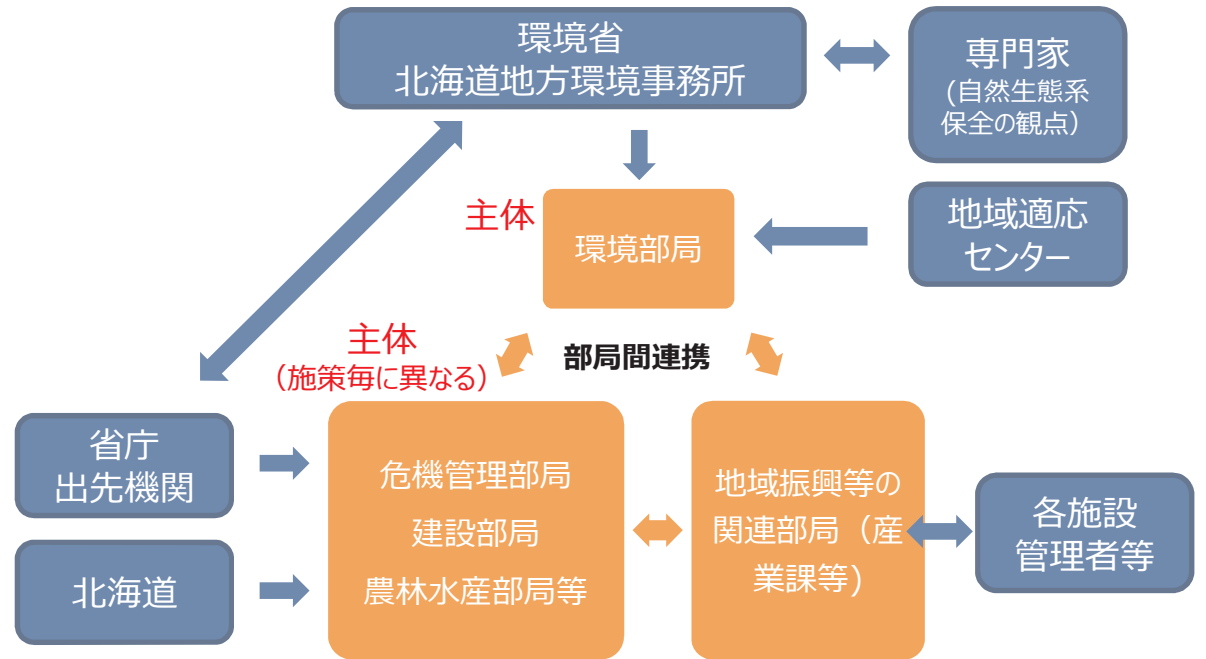 環境省
北海道地方環境事務所
専門家
(自然生態系
保全の観点）
主体
環境部局
地域適応
センター
主体
（施策毎に異なる）
部局間連携
省庁
出先機関
北海道
危機管理部局
建設部局
農林水産部局等
地域振興等の
関連部局（産
業課等)
各施設
管理者等